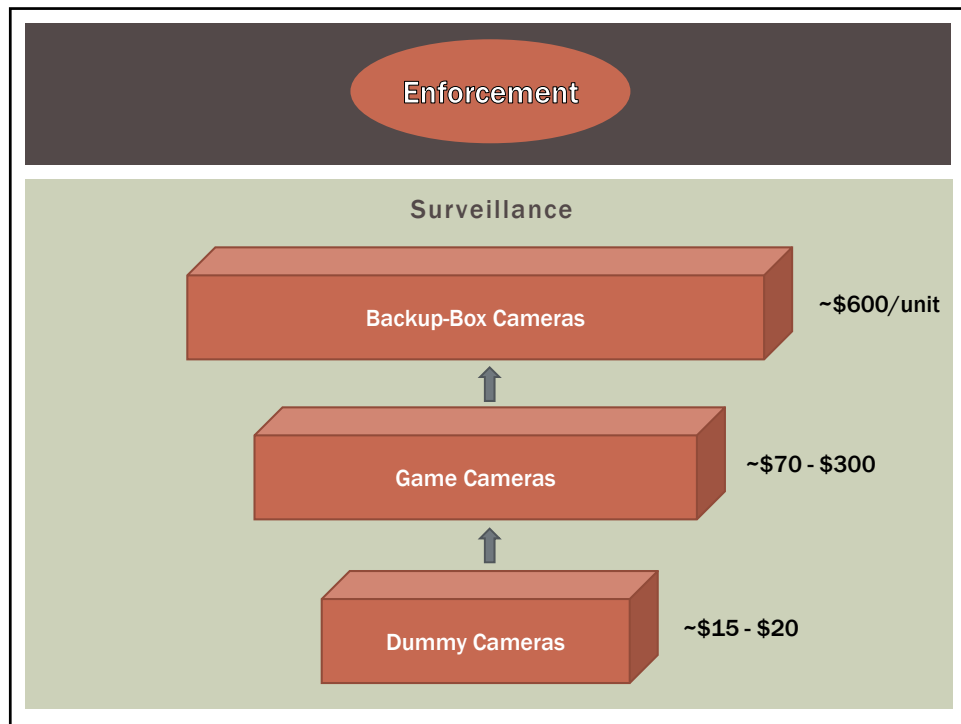 Enforcement
Surveillance
Backup-Box Cameras
~$600/unit
Game Cameras
~$70 - $300
Dummy Cameras
~$15 - $20